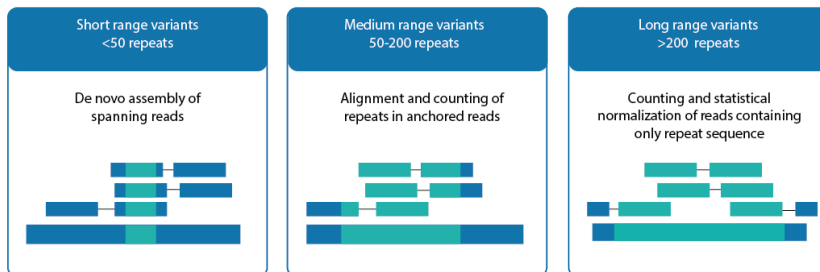 Short range variants
<50 repeats
De novo assembly of
spanning reads
Medium range variants
50-200 repeats
Alignment and counting of
repeats in anchored reads
Long range variants
>200 repeats
Counting and statistical
normalization of reads containing
only repeat sequence